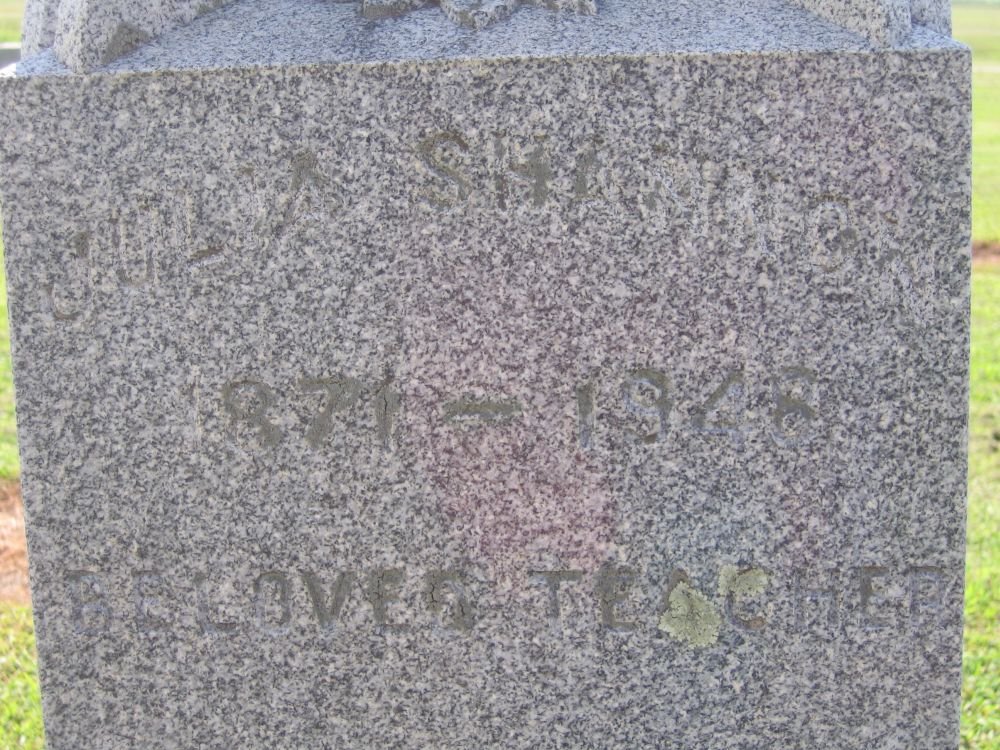 JULIA SHANNON
1871 – 1948
BELOVED TEACHER